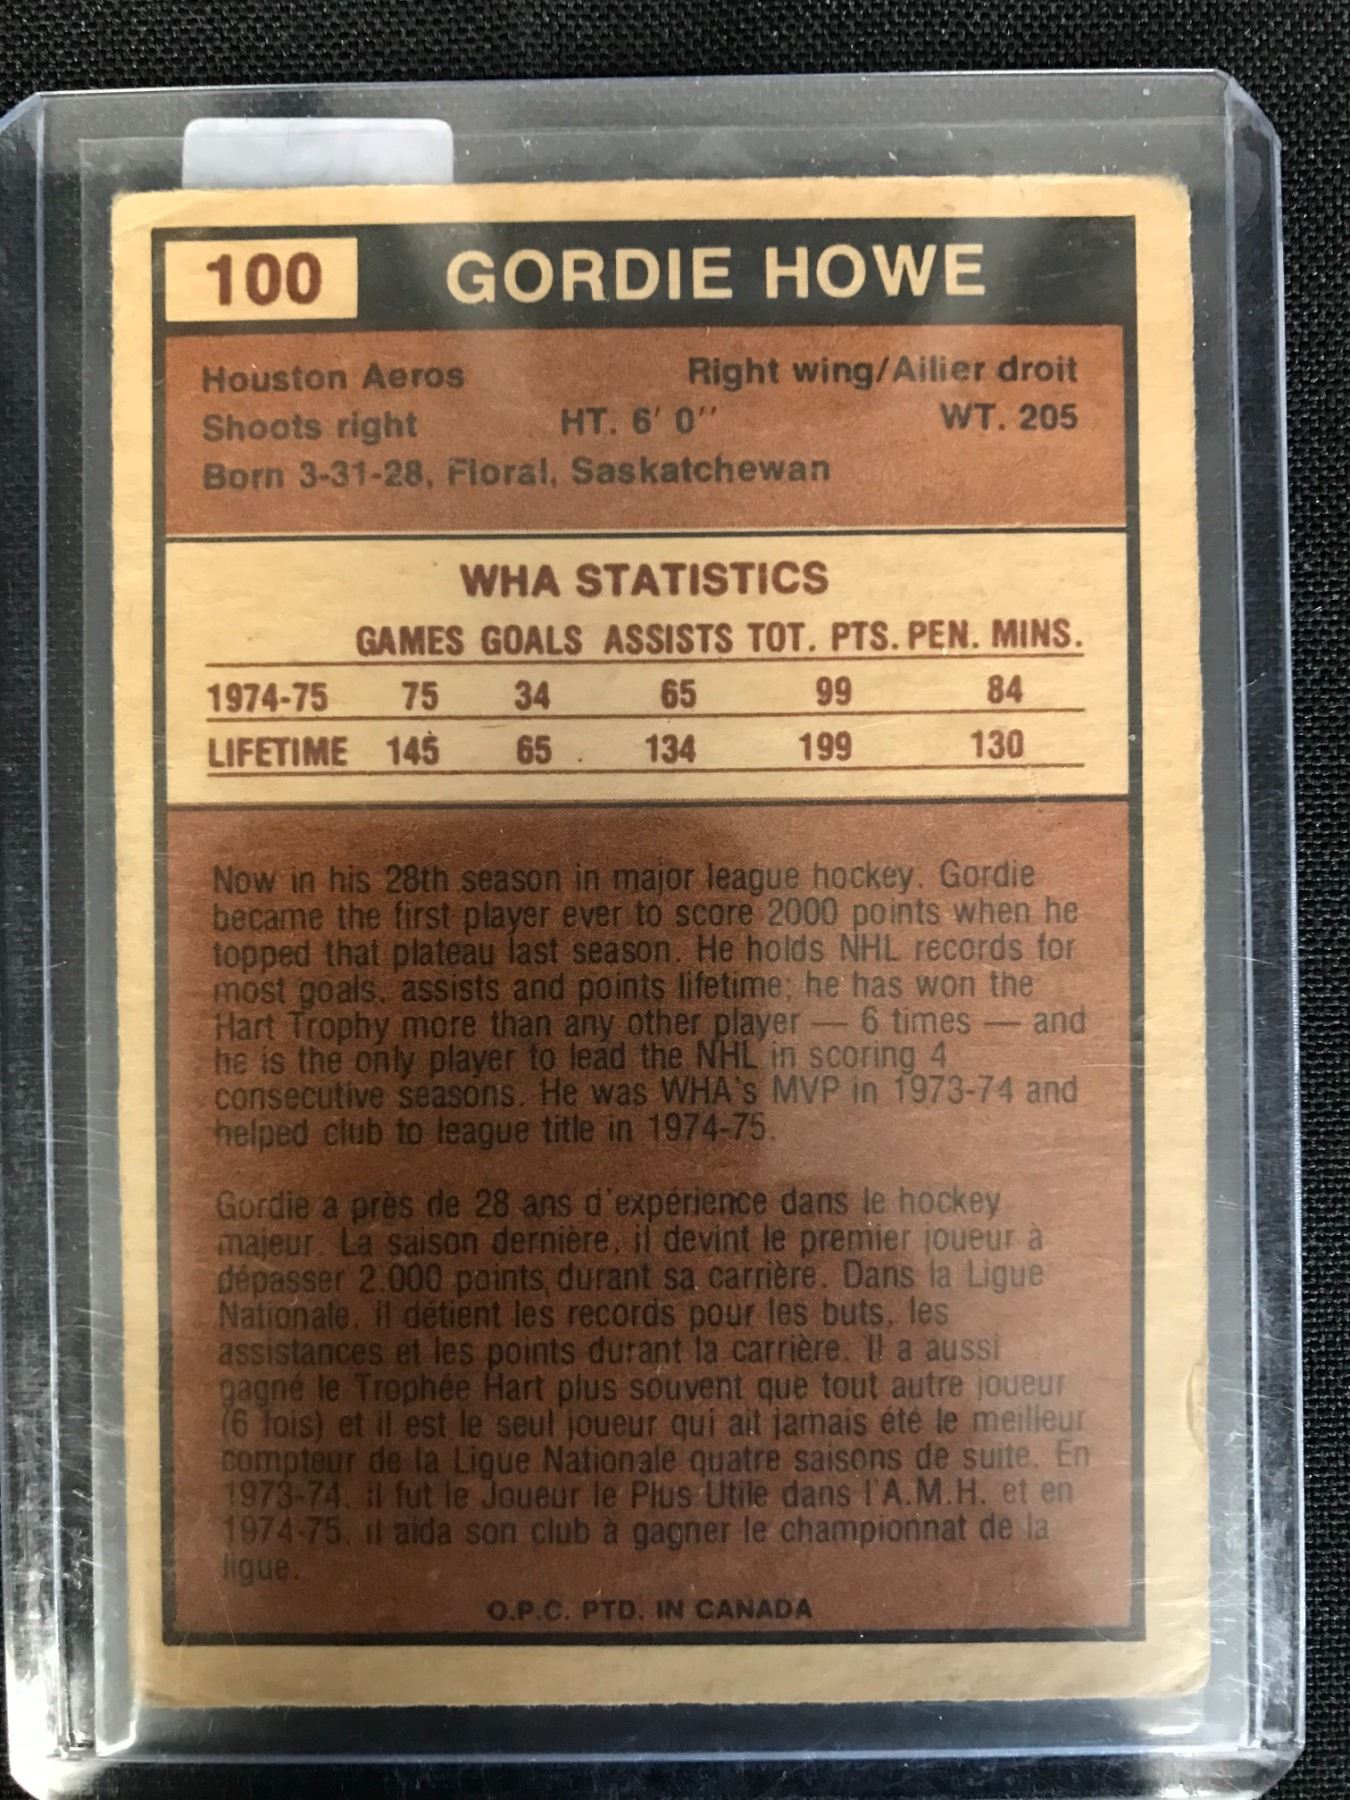 100 GORDIE HOWE
Houston Aeros Right wing/Ailier droit
Shoots right HT. 6' 0'' WT. 205
Born 3-31-28, Floral, Saskatchewan
WHA STATISTICS
GAMES GOALS ASSISTS TOT. PTS. PEN. MINS.
1974-75 75 34 65 99 84
LIFETIME 145 65 134 199 130
Now in his 28th season in major league hockey, Gordie
became the first player ever to score 2000 points when he
topped that plateau last season. He holds NHL records for
most goals, assists and points lifetime; he has won the
Hart Trophy more than any other player — 6 times — and
he is the only player to lead the NHL in scoring 4
consecutive seasons. He was WHA's MVP in 1973-74 and
helped club to league title in 1974-75.
Gordie a près de 28 ans d'expérience dans le hockey
majeur. La saison dernière, il devint le premier joueur à
dépasser 2.000 points durant sa carrière. Dans la Ligue
Nationale, il détient les records pour les buts, les
assistances et les points durant la carrière. Il a aussi
gagné le Trophée Hart plus souvent que tout autre joueur
(6 fois) et il est le seul joueur qui ait jamais été le meilleur
compteur de la Ligue Nationale quatre saisons de suite. En
1973-74, il fut le Joueur le Plus Utile dans l'A.M.H. et en
1974-75, il aida son club à gagner le championnat de la
ligue.
O.P.C. PTD. IN CANADA